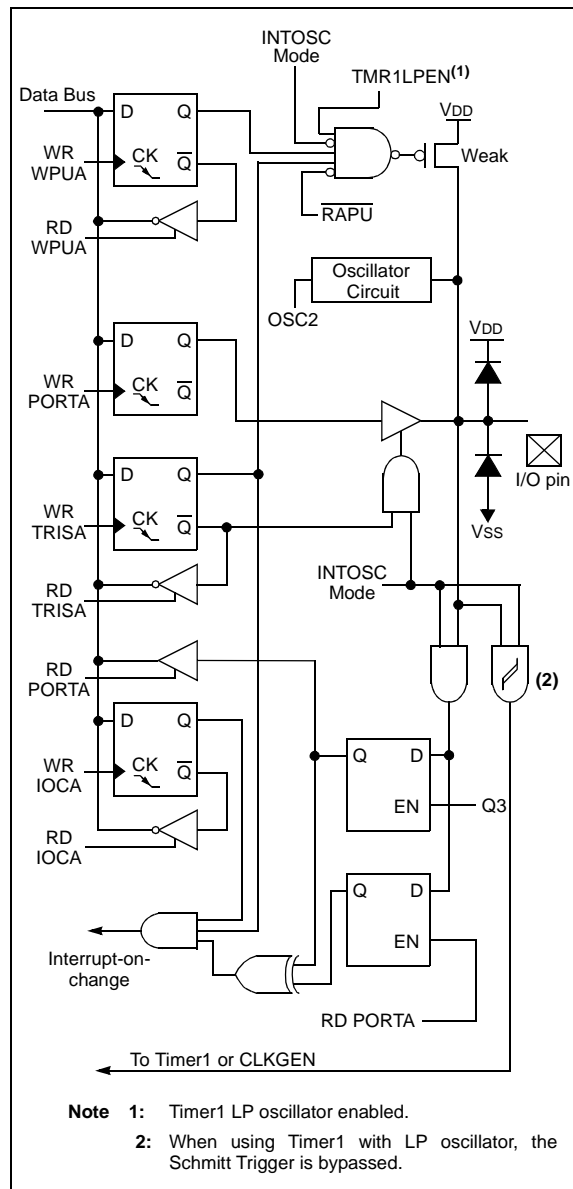 INTOSC
Mode
TMR1LPEN(1)
Data Bus
VDD
D Q
WR
WPUA
CK
Q
Weak
RAPU
RD
WPUA
Oscillator
Circuit
OSC2
VDD
D Q
WR
PORTA
CK
Q
I/O pin
D Q
WR
TRISA
CK
Q
VSS
INTOSC
Mode
RD
TRISA
(2)
RD
PORTA
D Q
WR
IOCA
CK
Q
Q D
EN
Q3
RD
IOCA
Q D
EN
Interrupt-on-
change
RD PORTA
To Timer1 or CLKGEN
Note 1: Timer1 LP oscillator enabled.
2: When using Timer1 with LP oscillator, the
Schmitt Trigger is bypassed.